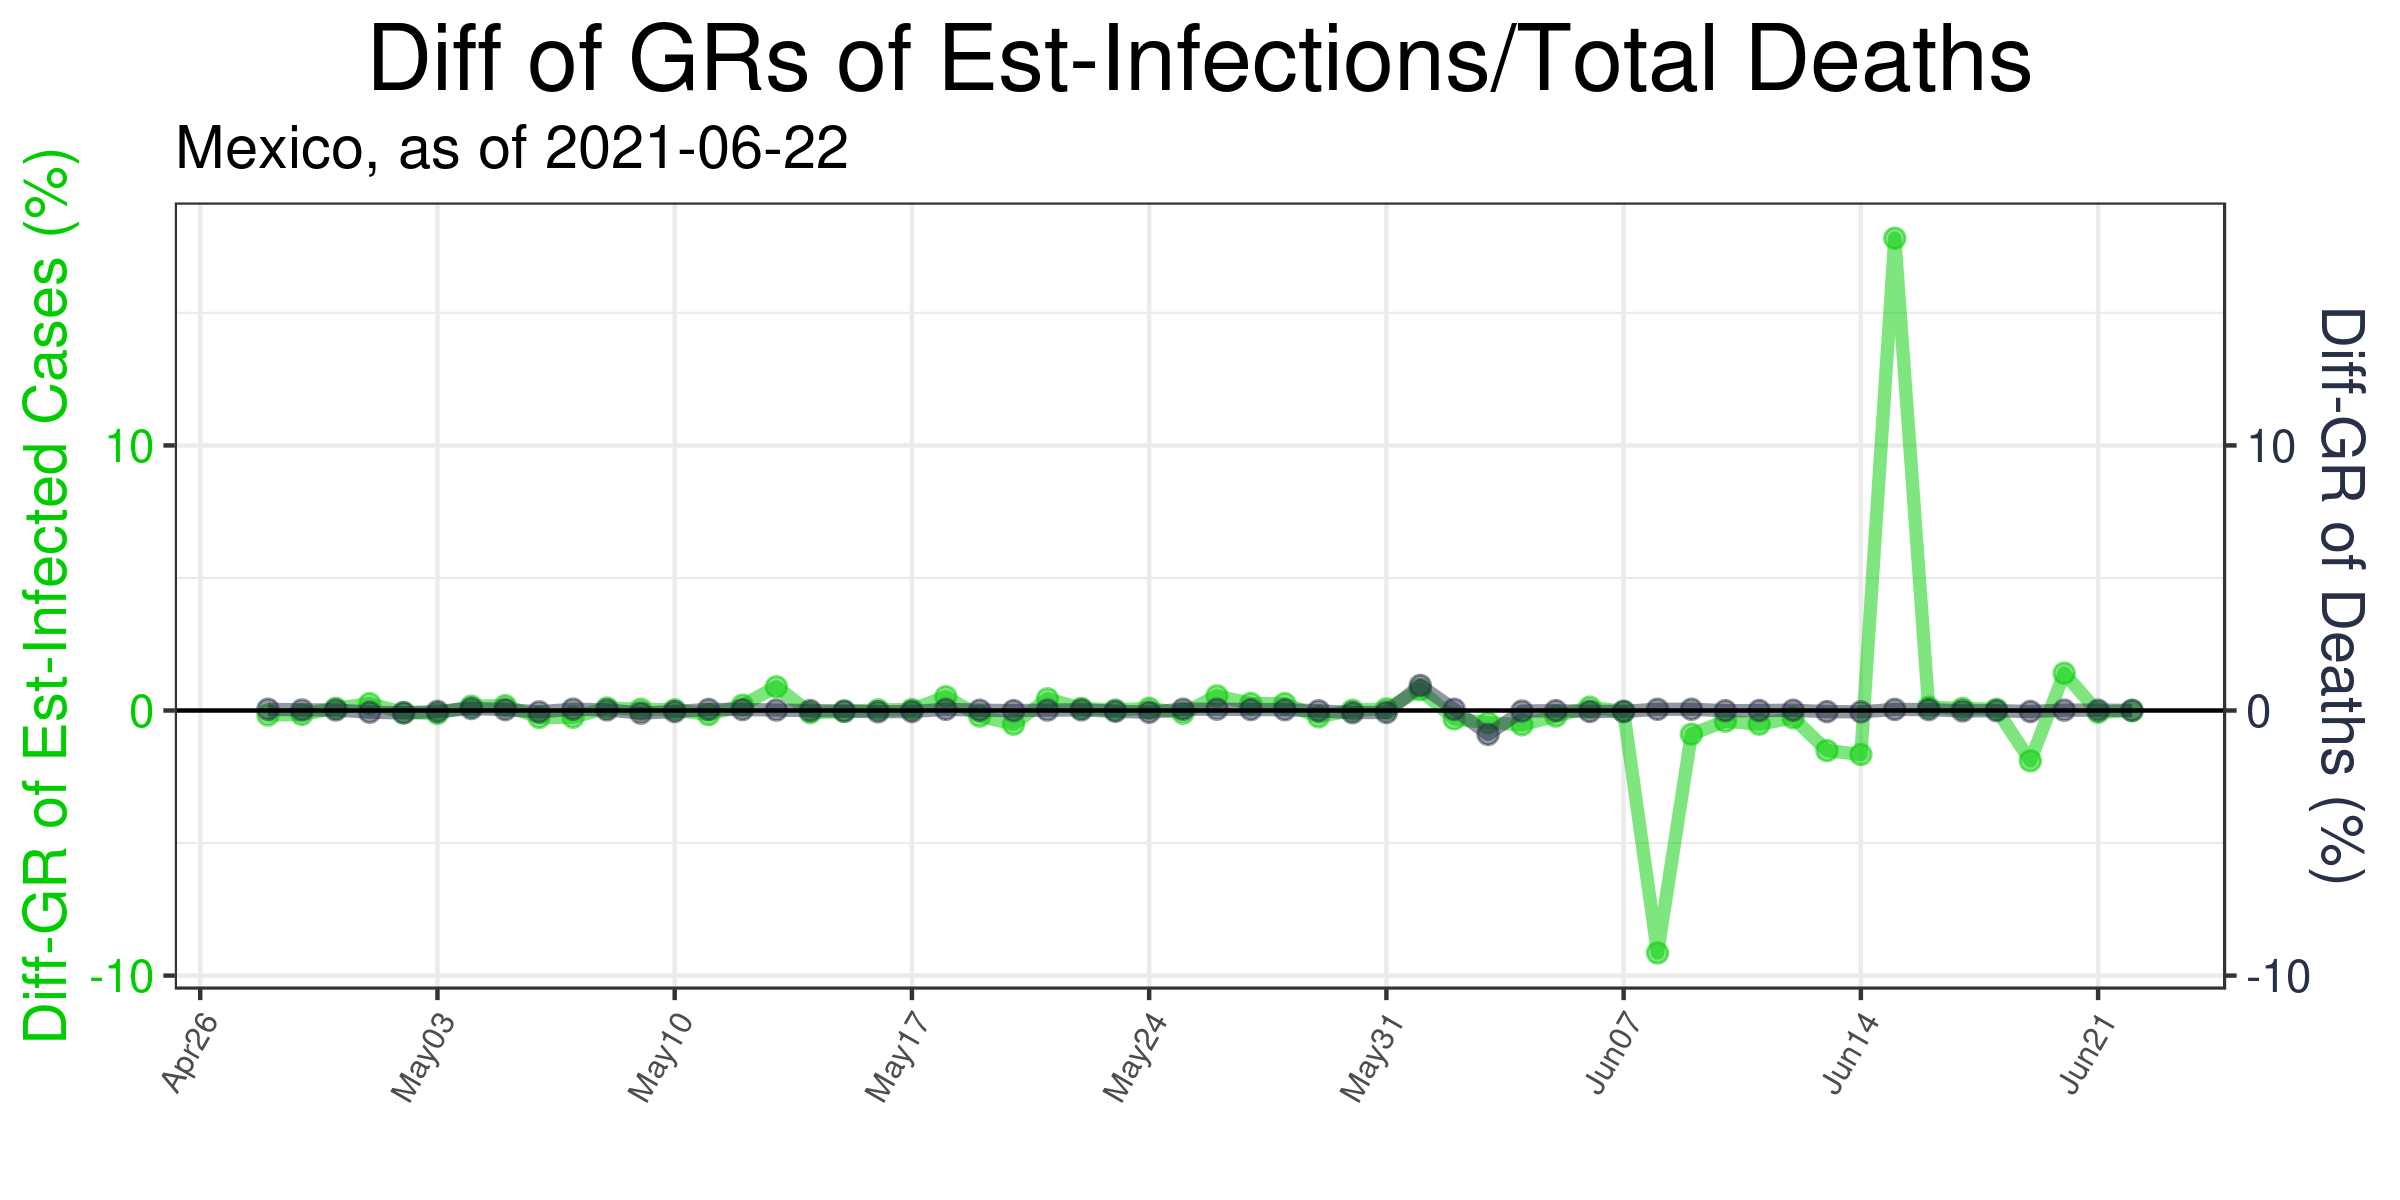 Diff of GRs of Est-Infections/Total Deaths
Mexico, as of 2021-06-22
Diff-GR of Est-Infected Cases (%)
10
0
-10
10
0
-10
Diff-GR of Deaths (%)
Apr26
May03
May10
May17
May24
May31
Jun07
Jun14
Jun21